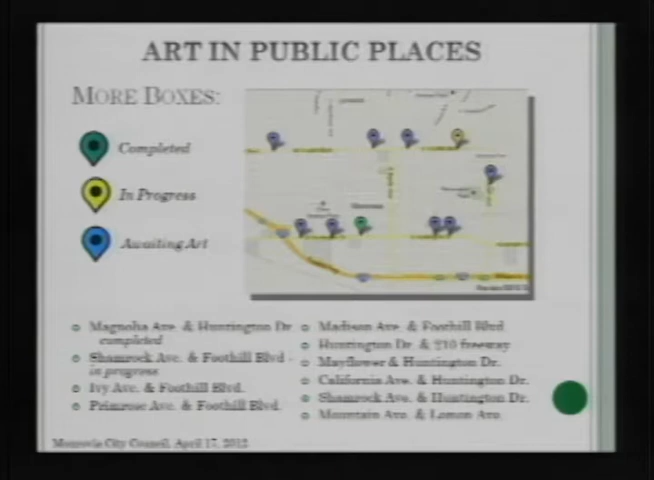 ART IN PUBLIC PLACES
MORE BOXES:
Completed
In Progress
Awaiting Art
Magnolia Ave. & Huntington Dr.
completed
Shamrock Ave. & Foothill Blvd -
in progress
Ivy Ave. & Foothill Blvd.
Primrose Ave. & Foothill Blvd.
Madison Ave. & Foothill Blvd.
Huntington Dr. & 210 freeway
Mayflower & Huntington Dr.
California Ave. & Huntington Dr.
Shamrock Ave. & Huntington Dr.
Mountain Ave. & Lemon Ave.
Monrovia City Council, April 17, 2012